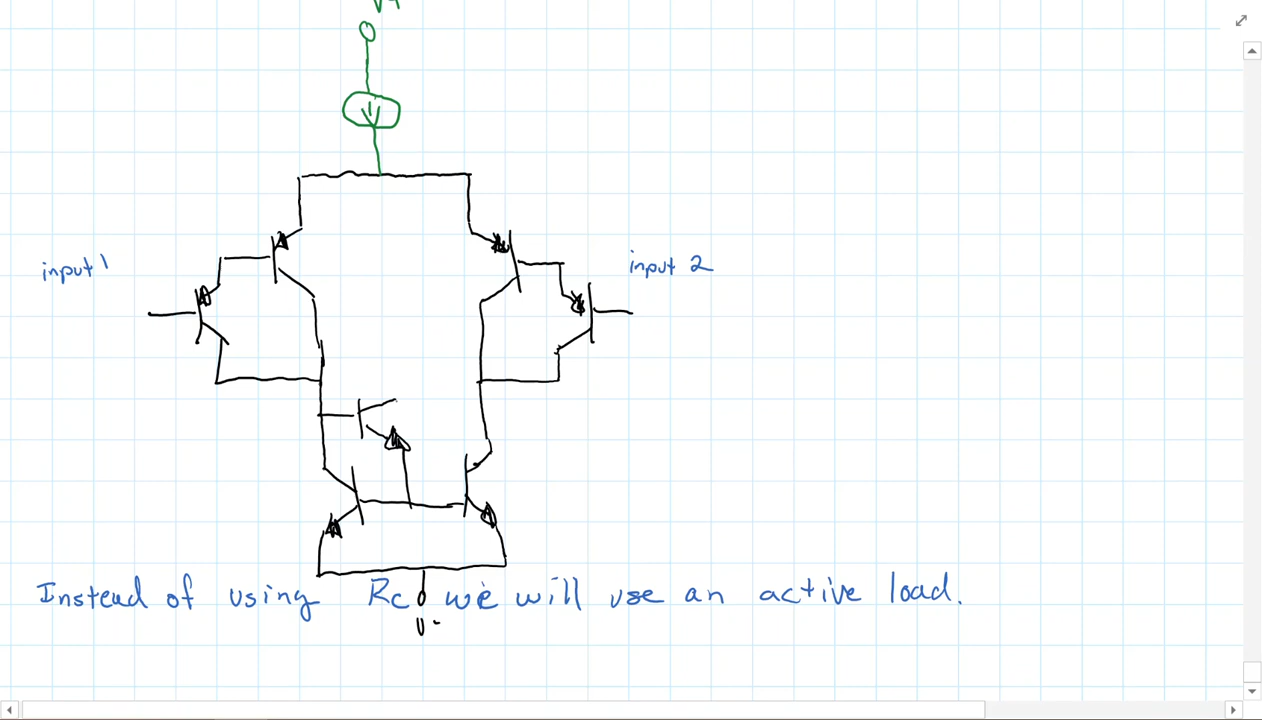 V+
input 1
input 2
Instead of using Rc we will use an active load.
V-